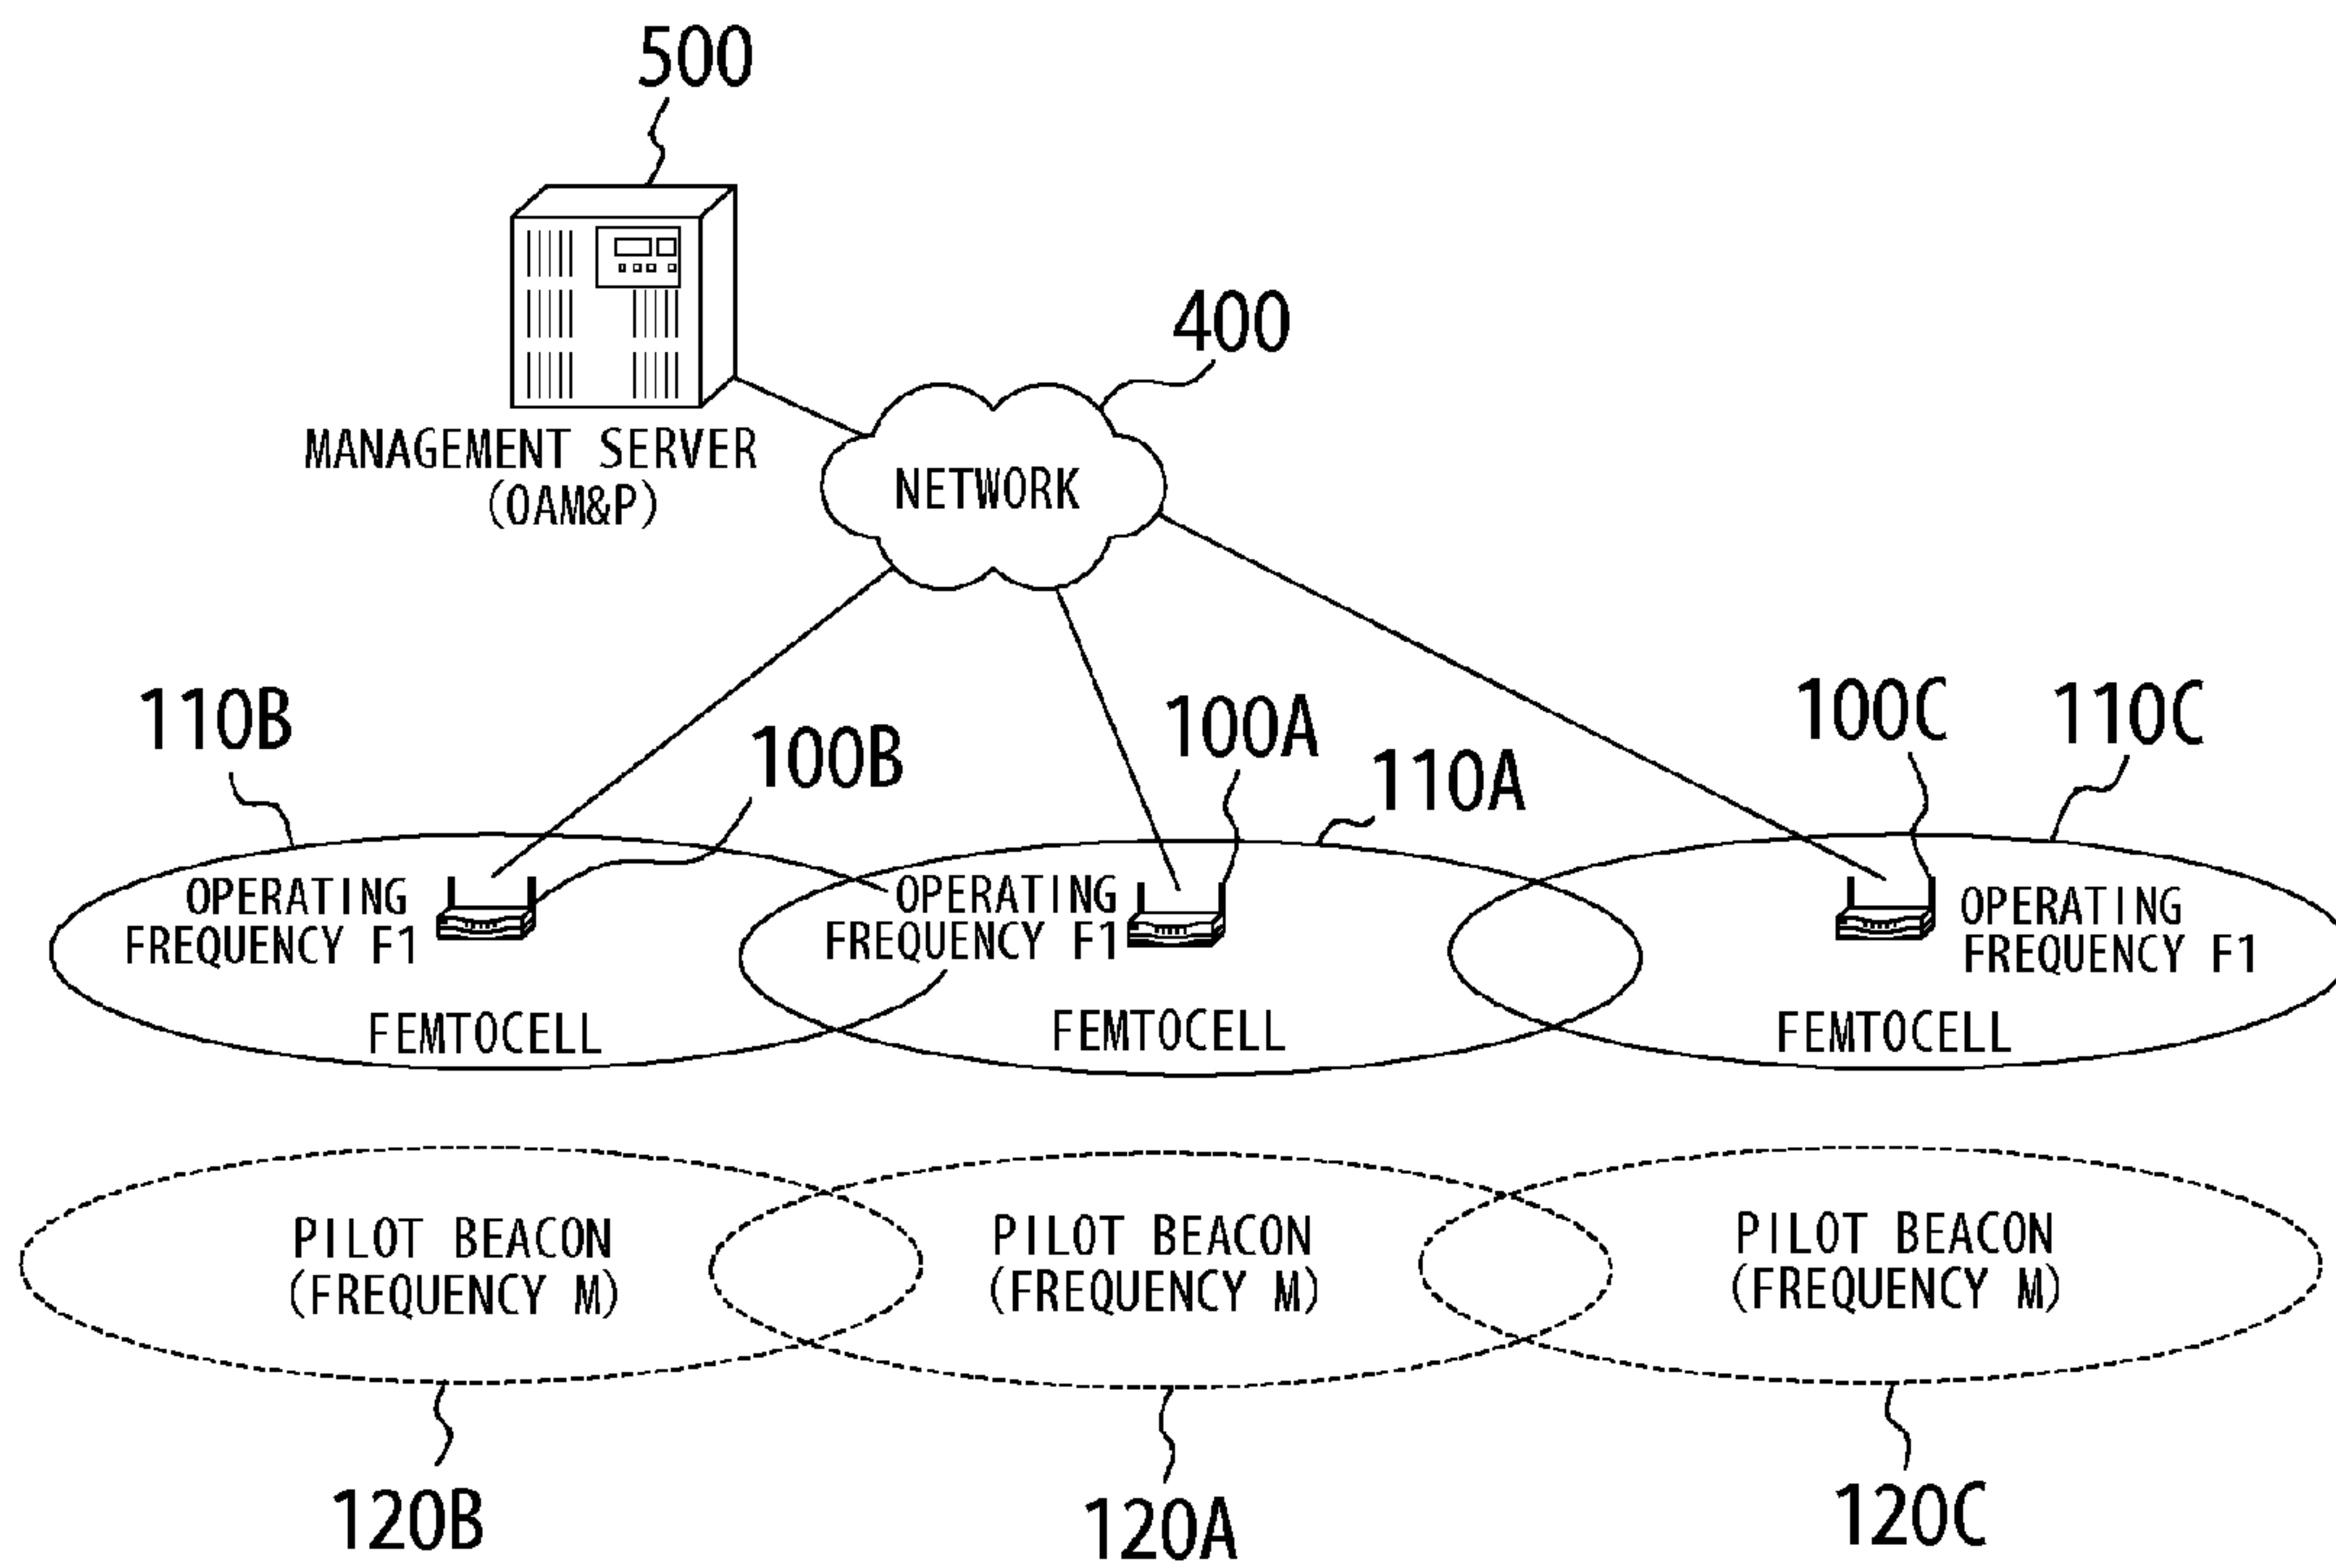 500
400
MANAGEMENT SERVER
(OAM&P)
NETWORK
110B
100B
100A
110A
100C
110C
OPERATING
FREQUENCY F1
OPERATING
FREQUENCY F1
OPERATING
FREQUENCY F1
FEMTOCELL
FEMTOCELL
FEMTOCELL
PILOT BEACON
(FREQUENCY M)
PILOT BEACON
(FREQUENCY M)
PILOT BEACON
(FREQUENCY M)
120B
120A
120C